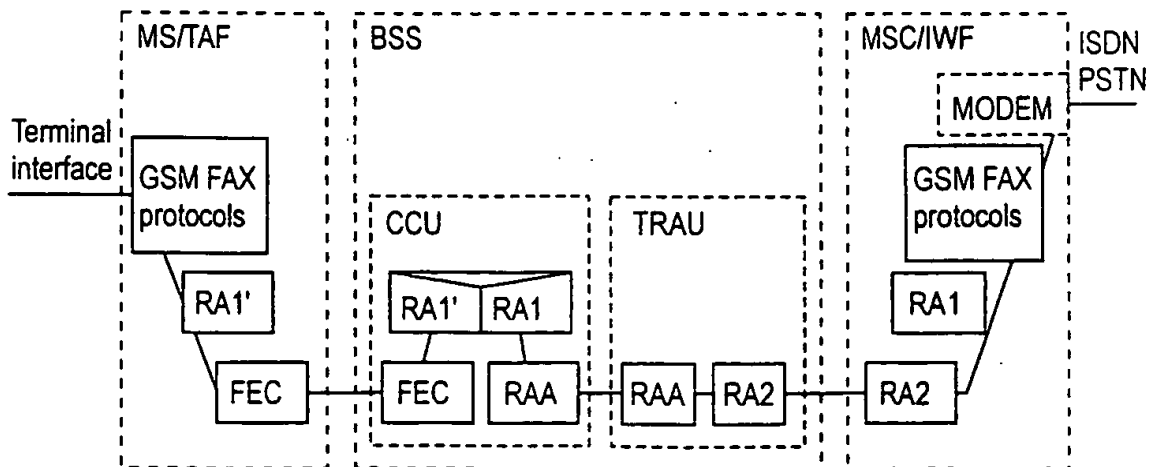 MS/TAF
BSS
MSC/IWF
ISDN
PSTN
MODEM
Terminal
interface
GSM FAX
protocols
GSM FAX
protocols
CCU
TRAU
RA1'
RA1'
RA1
RA1
FEC
FEC
RAA
RAA
RA2
RA2